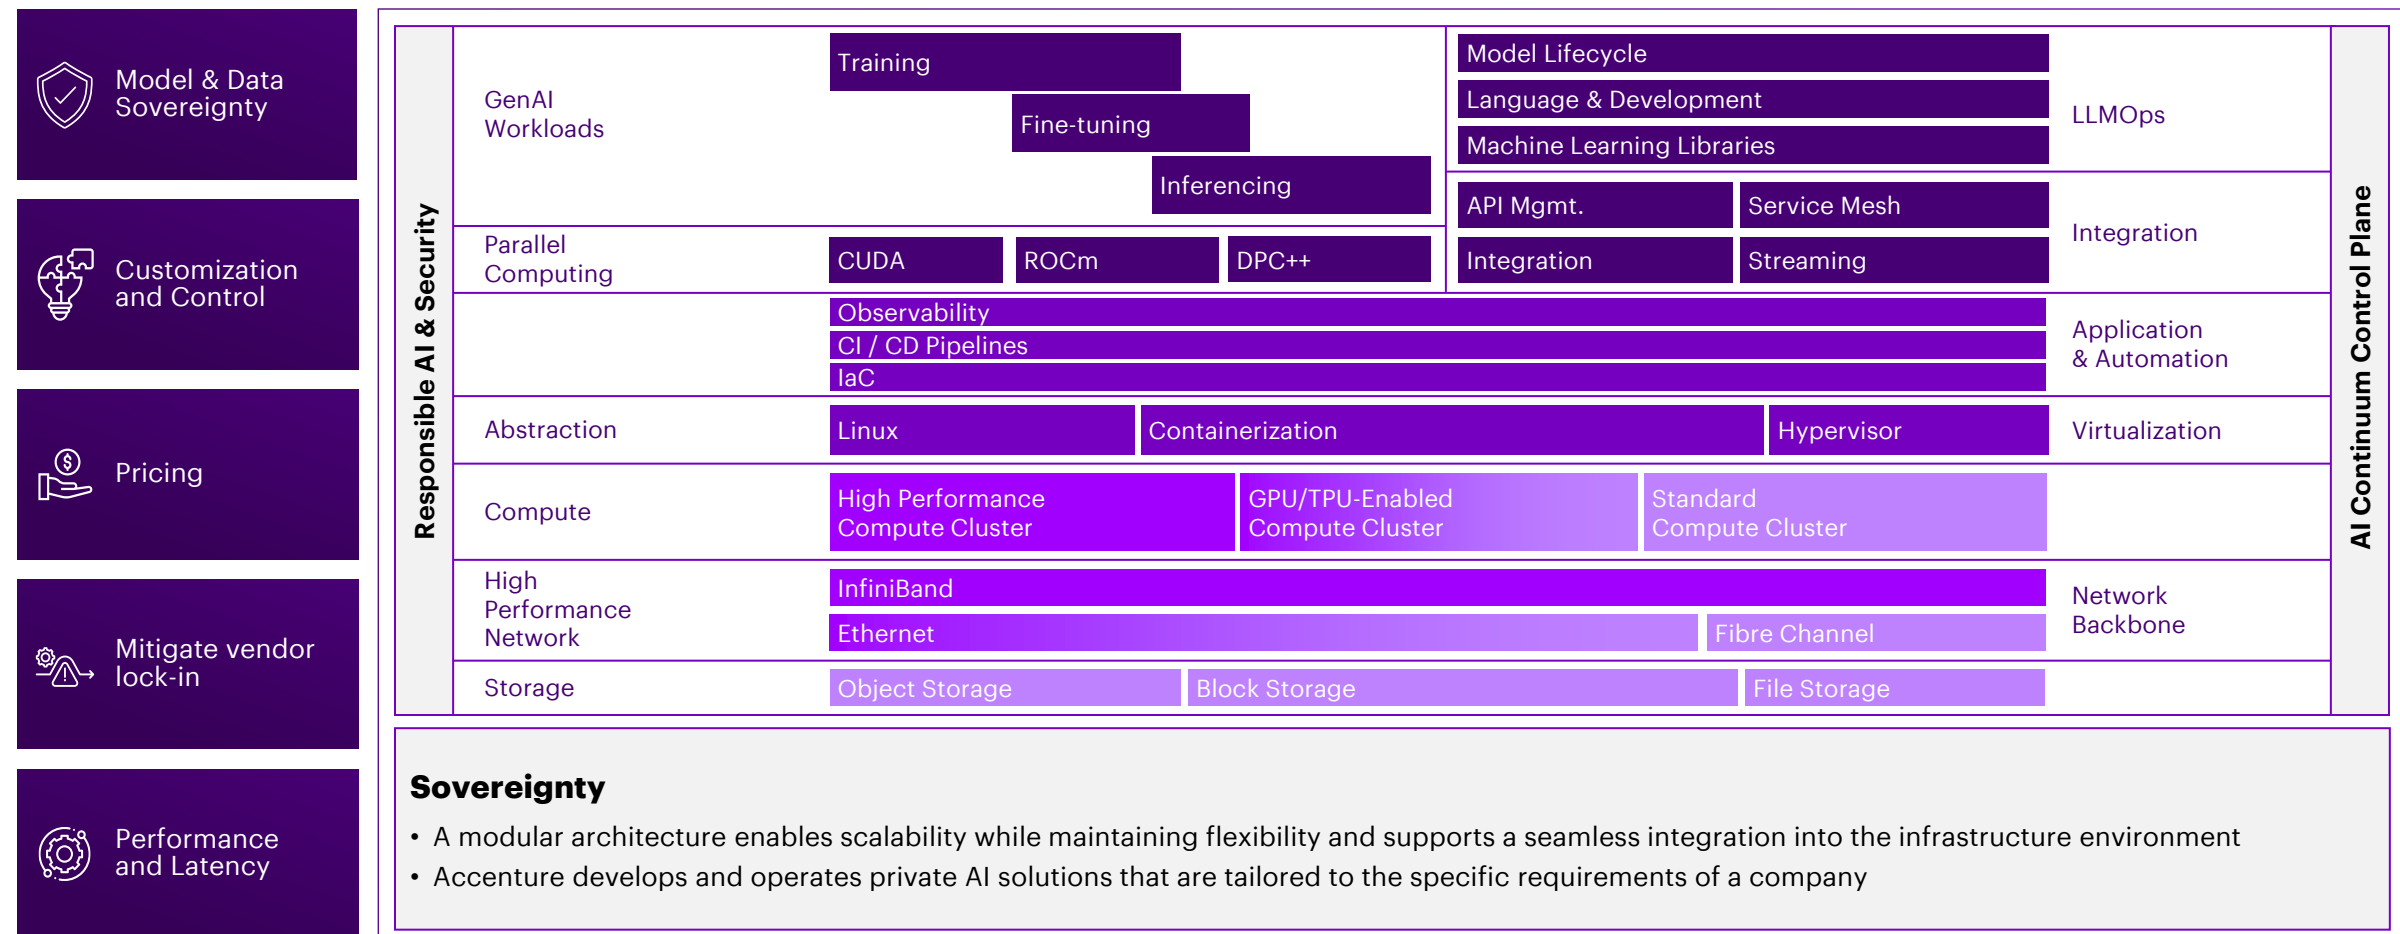 Model & Data
Sovereignty
Customization
and Control
Pricing
Mitigate vendor
lock-in
Performance
and Latency
Responsible AI & Security
GenAI
Workloads
Training
Fine-tuning
Inferencing
Model Lifecycle
Language & Development
Machine Learning Libraries
LLMOps
Parallel
Computing
CUDA
ROCm
DPC++
API Mgmt.
Service Mesh
Integration
Streaming
Integration
Observability
CI / CD Pipelines
IaC
Application
& Automation
Abstraction
Linux
Containerization
Hypervisor
Virtualization
Compute
High Performance
Compute Cluster
GPU/TPU-Enabled
Compute Cluster
Standard
Compute Cluster
High
Performance
Network
InfiniBand
Ethernet
Fibre Channel
Network
Backbone
Storage
Object Storage
Block Storage
File Storage
AI Continuum Control Plane
Sovereignty
• A modular architecture enables scalability while maintaining flexibility and supports a seamless integration into the infrastructure environment
• Accenture develops and operates private AI solutions that are tailored to the specific requirements of a company